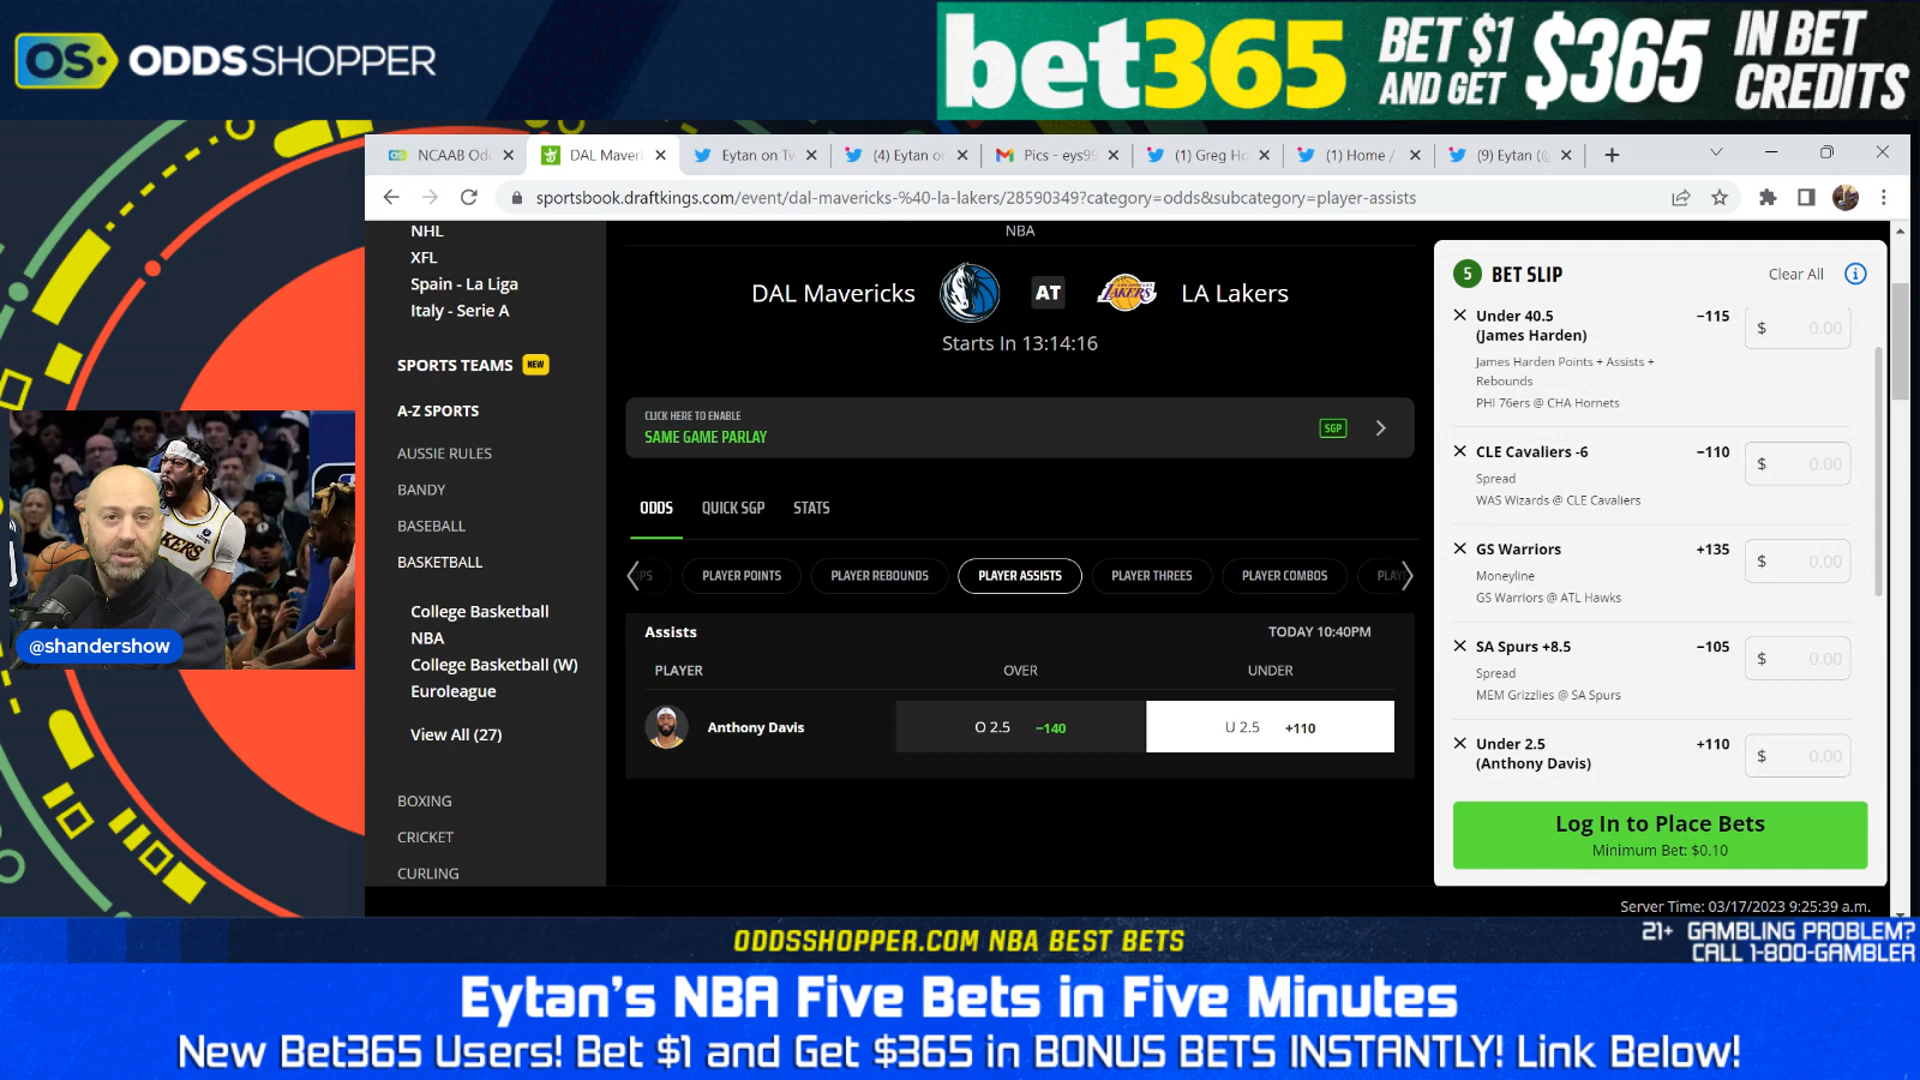 OS.
ODDSSHOPPER
bet365
BET $1
AND GET
$365
IN BET
CREDITS
NCAAB Od
DAL Maveri
Eytan on Tw
(4) Eytan or
Pics - eys99
(1) Greg Ho
(1) Home /
(9) Eytan (@
sportsbook.draftkings.com/event/dal-mavericks-%40-la-lakers/28590349?category=odds&subcategory=player-assists
NHL
XFL
Spain - La Liga
Italy - Serie A
SPORTS TEAMS
NEW
A-Z SPORTS
AUSSIE RULES
BANDY
BASEBALL
BASKETBALL
College Basketball
NBA
College Basketball (W)
Euroleague
View All (27)
BOXING
CRICKET
CURLING
NBA
DAL Mavericks
AT
LAKERS
LA Lakers
Starts In 13:14:16
CLICK HERE TO ENABLE
SAME GAME PARLAY
SGP
ODDS
QUICK SGP
STATS
OPS
PLAYER POINTS
PLAYER REBOUNDS
PLAYER ASSISTS
PLAYER THREES
PLAYER COMBOS
PLAY
Assists
TODAY 10:40PM
PLAYER
OVER
UNDER
Anthony Davis
O 2.5
−140
U 2.5
+110
5
BET SLIP
Clear All
Under 40.5
(James Harden)
−115
$ 0.00
James Harden Points + Assists +
Rebounds
PHI 76ers @ CHA Hornets
CLE Cavaliers -6
−110
$ 0.00
Spread
WAS Wizards @ CLE Cavaliers
GS Warriors
+135
$ 0.00
Moneyline
GS Warriors @ ATL Hawks
SA Spurs +8.5
−105
$ 0.00
Spread
MEM Grizzlies @ SA Spurs
Under 2.5
(Anthony Davis)
+110
$ 0.00
Log In to Place Bets
Minimum Bet: $0.10
Server Time: 03/17/2023 9:25:39 a.m.
@shandershow
ODDSSHOPPER.COM NBA BEST BETS
21+ GAMBLING PROBLEM?
CALL 1-800-GAMBLER
Eytan's NBA Five Bets in Five Minutes
New Bet365 Users! Bet $1 and Get $365 in BONUS BETS INSTANTLY! Link Below!